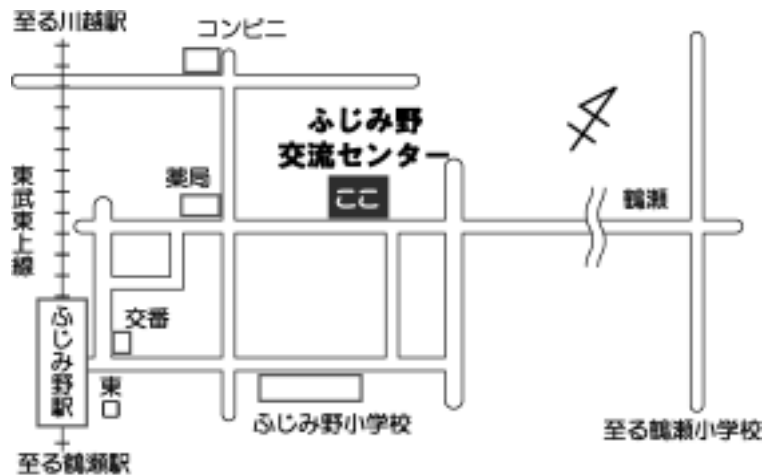 至る川越駅
コンビニ
ふじみ野
交流センター
薬局
ここ
鶴瀬
東武東上線
交番
ふじみ野駅
東口
ふじみ野小学校
至る鶴瀬小学校
至る鶴瀬駅